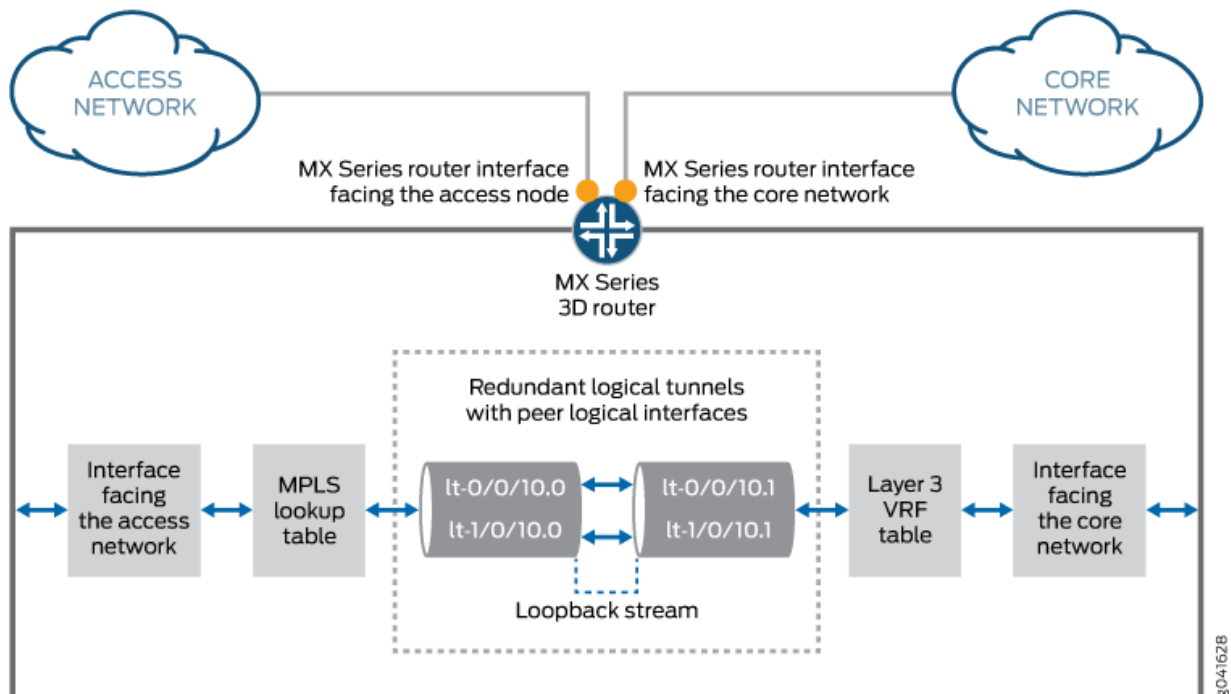 ACCESS
NETWORK
CORE
NETWORK
MX Series router interface
facing the access node
MX Series router interface
facing the core network
MX Series
3D router
Redundant logical tunnels
with peer logical interfaces
Interface
facing
the access
network
MPLS
lookup
table
lt-0/0/10.0
lt-1/0/10.0
lt-0/0/10.1
lt-1/0/10.1
Layer 3
VRF
table
Interface
facing
the core
network
Loopback stream
g041628